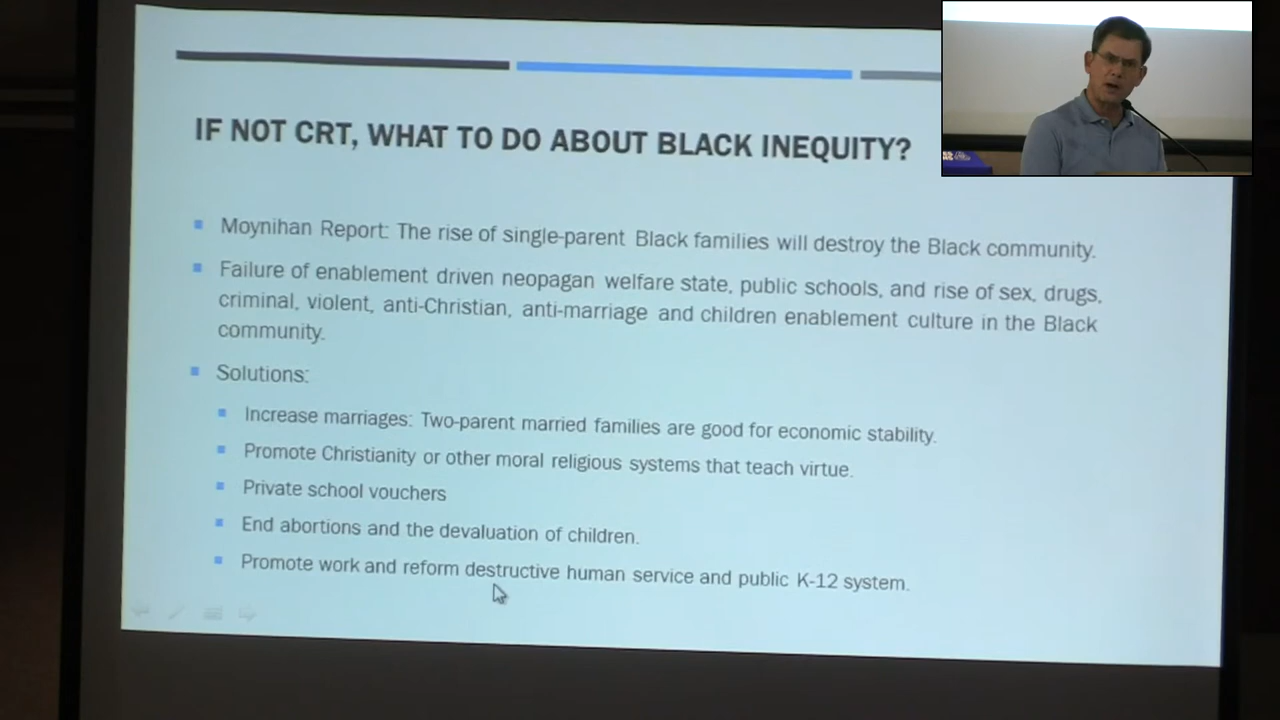 IF NOT CRT, WHAT TO DO ABOUT BLACK INEQUITY?
Moynihan Report: The rise of single-parent Black families will destroy the Black community.
Failure of enablement driven neopagan welfare state, public schools, and rise of sex, drugs,
criminal, violent, anti-Christian, anti-marriage and children enablement culture in the Black
community.
Solutions:
Increase marriages: Two-parent married families are good for economic stability.
Promote Christianity or other moral religious systems that teach virtue.
Private school vouchers
End abortions and the devaluation of children.
Promote work and reform destructive human service and public K-12 system.